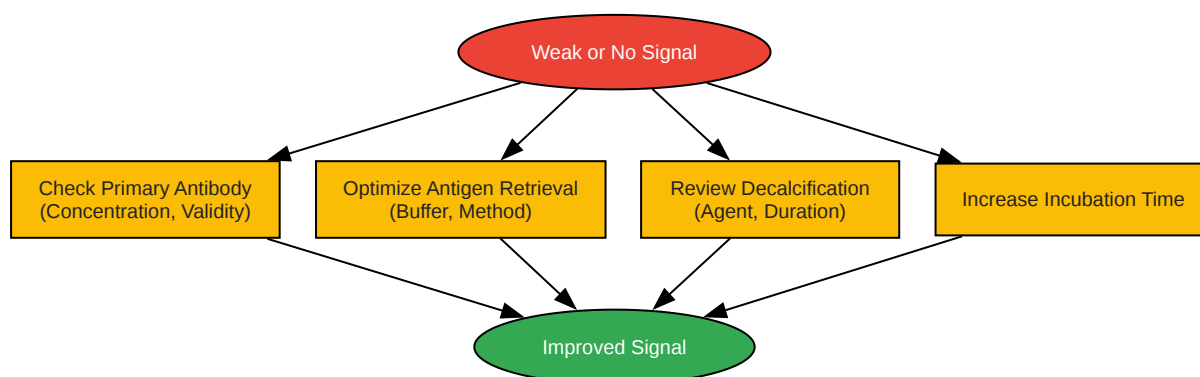 Weak or No Signal
Check Primary Antibody
(Concentration, Validity)
Optimize Antigen Retrieval
(Buffer, Method)
Review Decalcification
(Agent, Duration)
Increase Incubation Time
Improved Signal